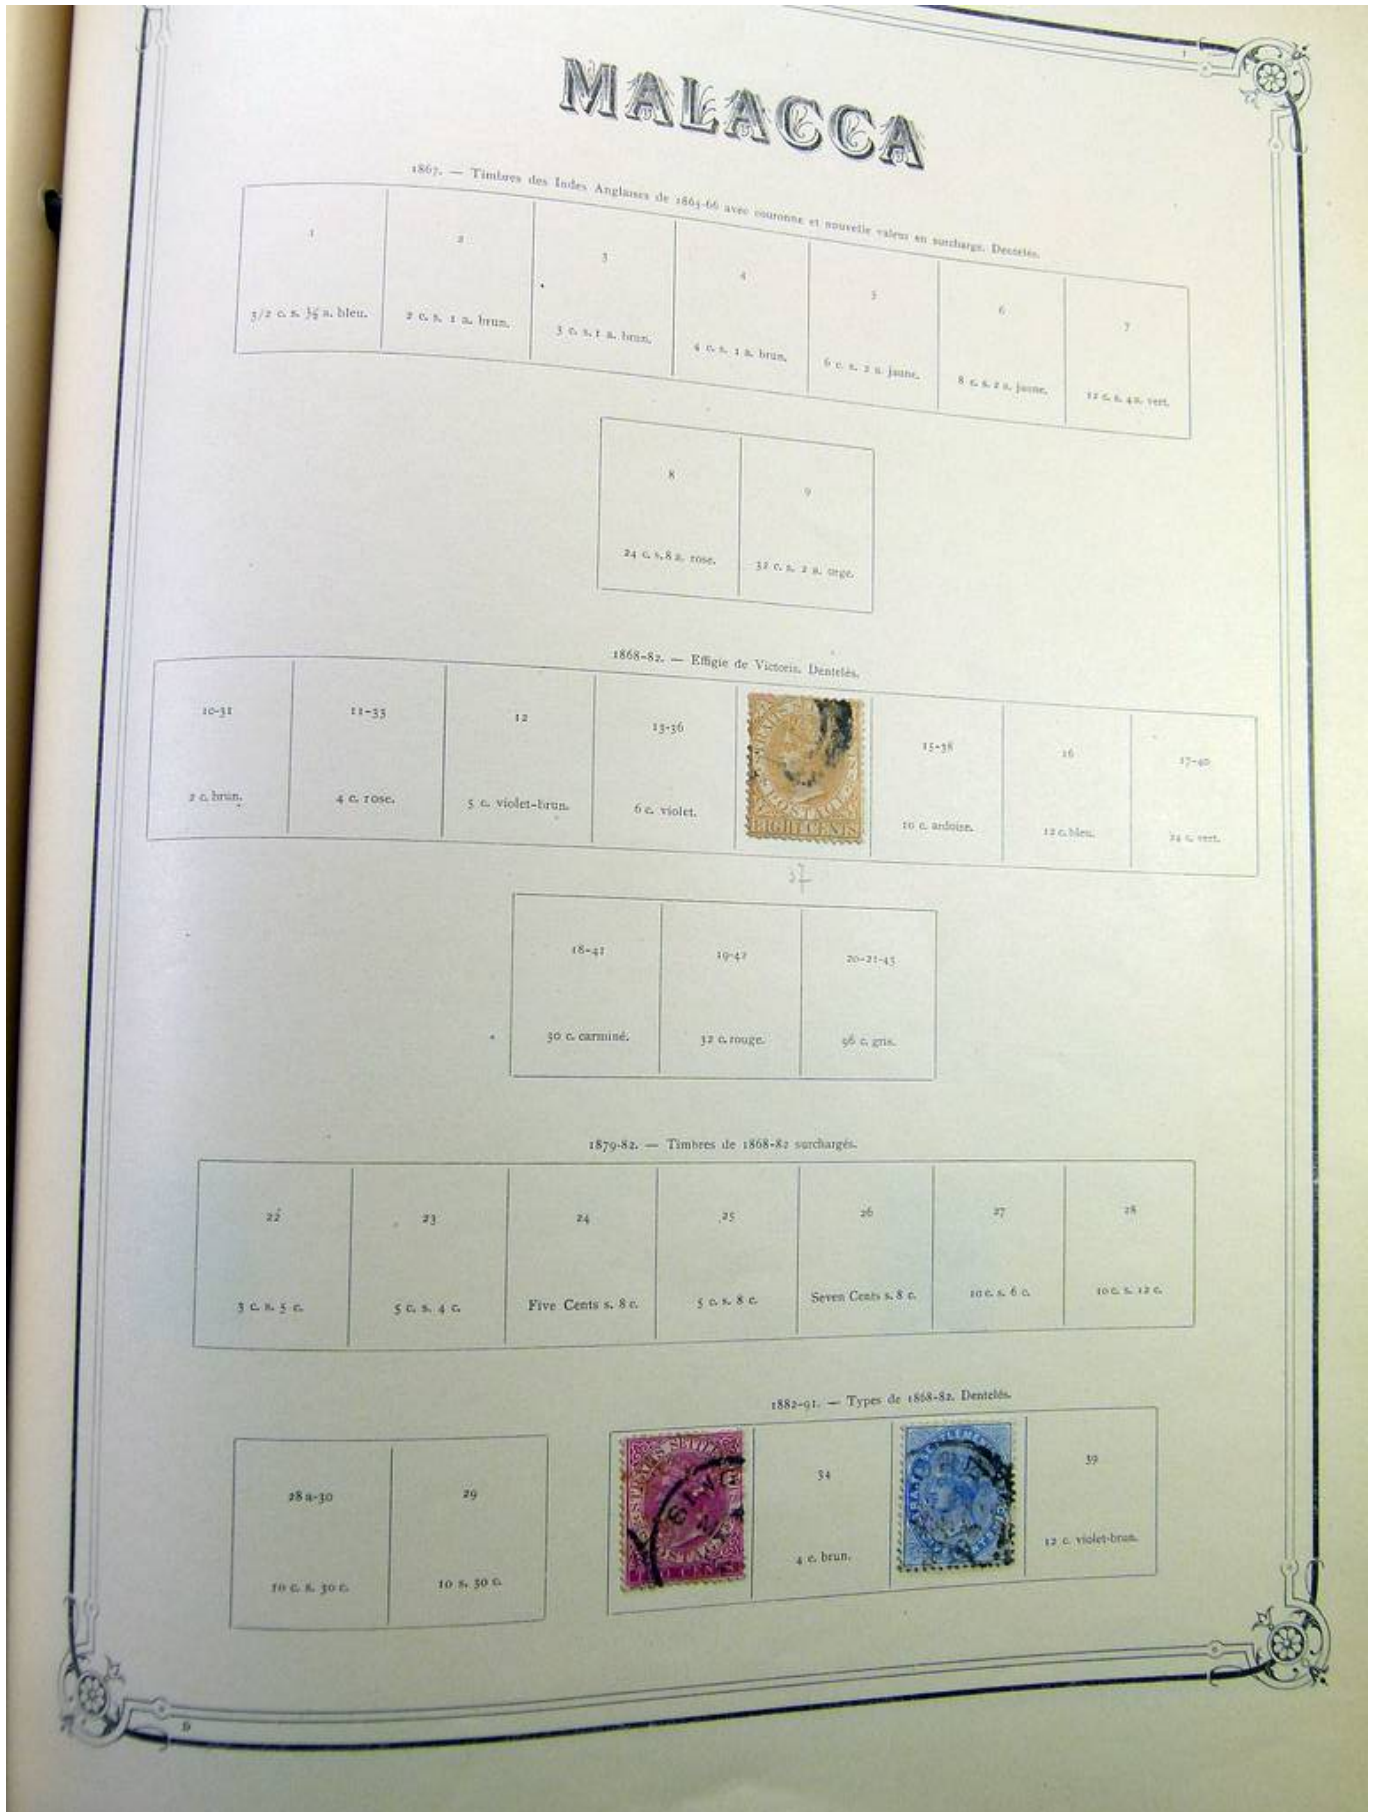 MALACCA
1867. — Timbres des Indes Anglaises de 1865-66 avec couronne et nouvelle valeur en surcharge. Dentelés.
1 2 3 4 5 6 7
3/2 c. s. ½ a. bleu. 2 c. s. 1 a. brun. 3 c. s. 1 a. brun. 4 c. s. 1 a. brun. 6 c. s. 2 a. jaune. 8 c. s. 2 a. jaune. 12 c. s. 4 a. vert.
8 9
24 c. s. 8 a. rose. 32 c. s. 2 a. orge.
1868-82. — Effigie de Victoria. Dentelés.
10-31 11-33 12 13-36 15-38 16 17-40
2 c. brun. 4 c. rose. 5 c. violet-brun. 6 c. violet. 10 c. ardoise. 12 c. bleu. 24 c. vert.
POSTAGE
EIGHT CENTS
37
18-41 19-42 20-21-43
30 c. carminé. 32 c. rouge. 96 c. gris.
1879-82. — Timbres de 1868-82 surchargés.
22 23 24 25 26 27 28
3 c. s. 5 c. 5 c. s. 4 c. Five Cents s. 8 c. 5 c. s. 8 c. Seven Cents s. 8 c. 10 c. s. 6 c. 10 c. s. 12 c.
1882-91. — Types de 1868-82. Dentelés.
28 a-30 29 34 39
10 c. s. 30 c. 10 s. 30 c. 4 c. brun. 12 c. violet-brun.
STRAITS
POSTAGE
9